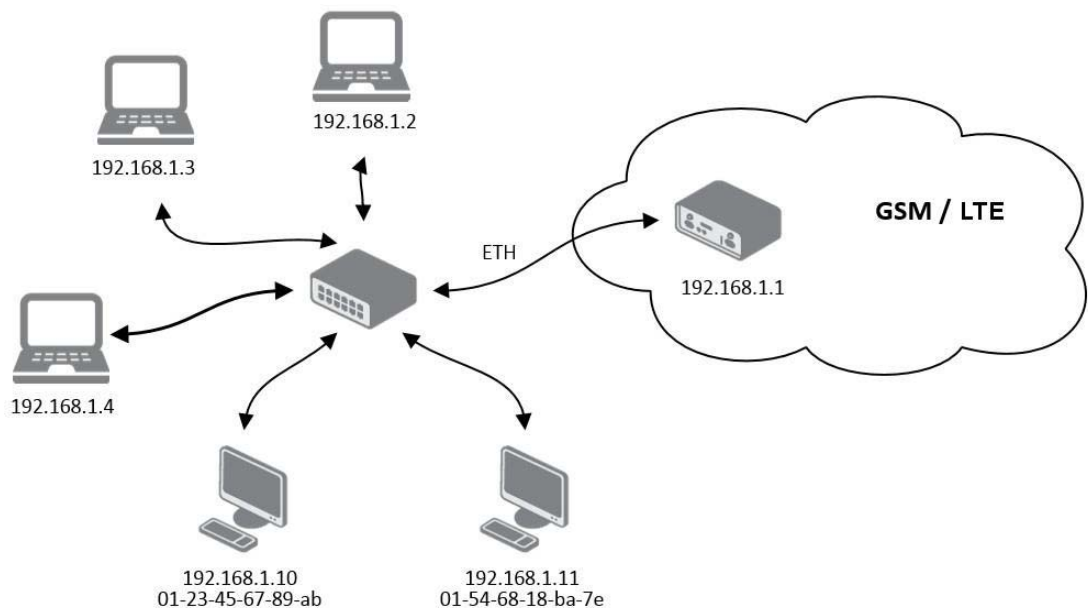 192.168.1.2
192.168.1.3
GSM / LTE
ETH
192.168.1.1
192.168.1.4
192.168.1.10
01-23-45-67-89-ab
192.168.1.11
01-54-68-18-ba-7e